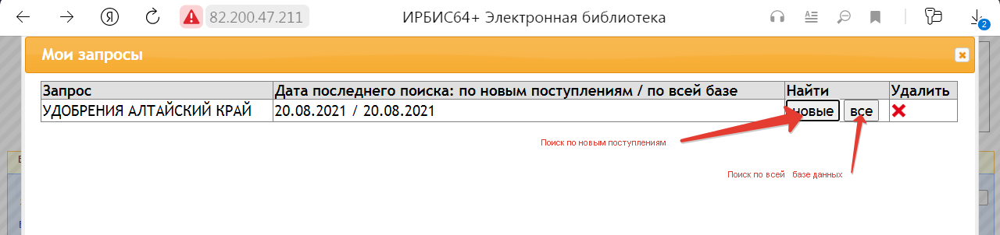 82.200.47.211 ИРБИС64+ Электронная библиотека
2
Мои запросы
Запрос Дата последнего поиска: по новым поступлениям / по всей базе Найти Удалить
УДОБРЕНИЯ АЛТАЙСКИЙ КРАЙ 20.08.2021 / 20.08.2021 новые все
Поиск по новым поступлениям
Поиск по всей базе данных